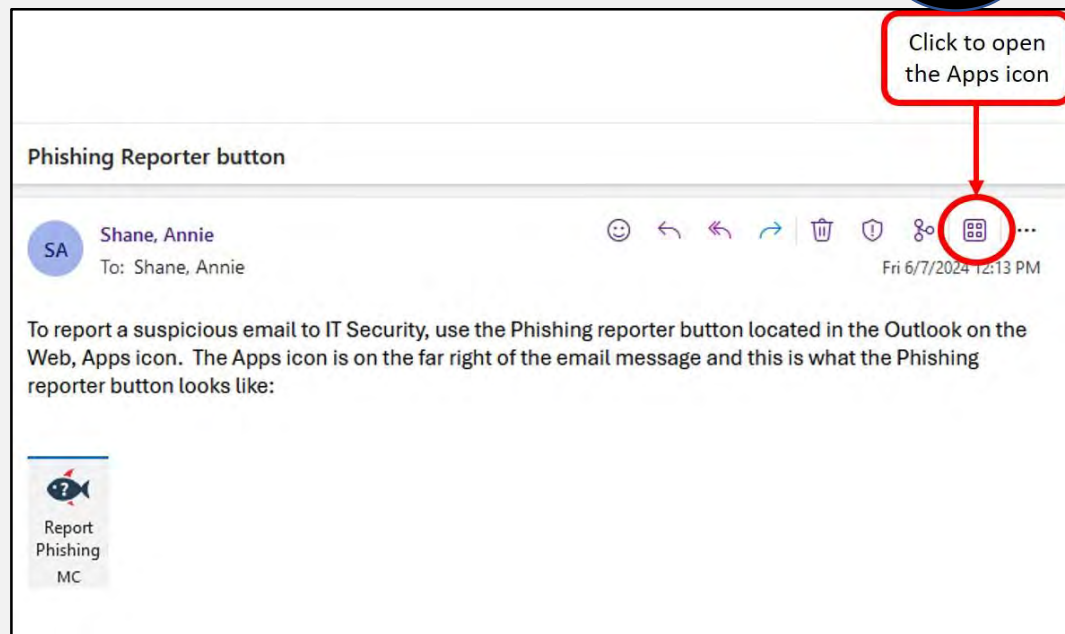 Click to open
the Apps icon
Phishing Reporter button
SA
Shane, Annie
To: Shane, Annie
Fri 6/7/2024 12:13 PM
To report a suspicious email to IT Security, use the Phishing reporter button located in the Outlook on the
Web, Apps icon.  The Apps icon is on the far right of the email message and this is what the Phishing
reporter button looks like:
?
Report
Phishing
MC